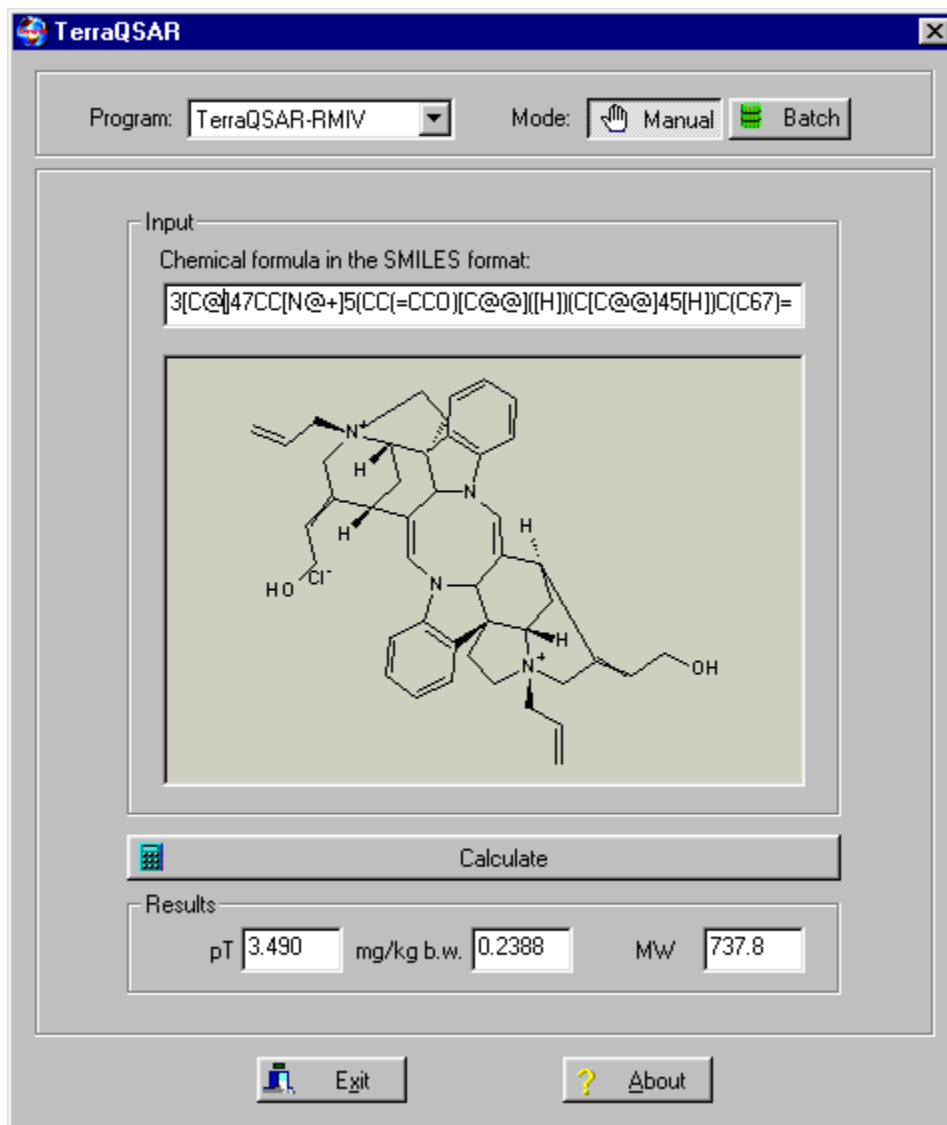 TerraQSAR
Program: TerraQSAR-RMIV Mode: Manual Batch
Input
Chemical formula in the SMILES format:
3[C@]47CC[N@+]5(CC(=CCO)[C@@]([H])(C[C@@]45[H])C(C67)=
N+
H
H
N
H
HO
Cl-
N
H
N+
OH
Calculate
Results
pT 3.490 mg/kg b.w. 0.2388 MW 737.8
Exit ? About